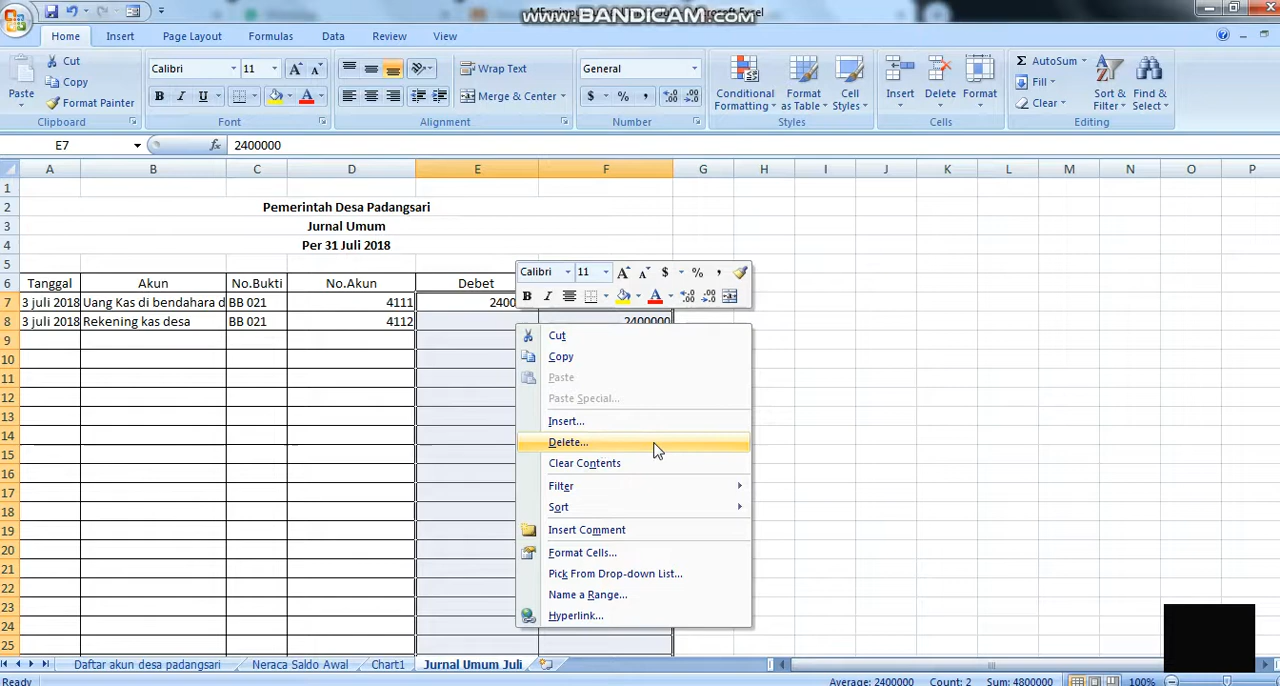 www.BANDICAM.com
Microsoft Excel
Home Insert Page Layout Formulas Data Review View
Paste
Cut
Copy
Format Painter
Clipboard
Calibri 11
B I U
Font
Wrap Text
Merge & Center
Alignment
General
$ % ,
Number
Conditional Formatting
Format as Table
Cell Styles
Styles
Insert Delete Format
Cells
AutoSum
Fill
Clear
Sort & Filter
Find & Select
Editing
E7 fx 2400000
A B C D E F G H I J K L M N O P
1
2 Pemerintah Desa Padangsari
3 Jurnal Umum
4 Per 31 Juli 2018
5
6 Tanggal Akun No.Bukti No.Akun Debet
7 3 juli 2018 Uang Kas di bendahara d BB 021 4111 2400
8 3 juli 2018 Rekening kas desa BB 021 4112 2400000
9
10
11
12
13
14
15
16
17
18
19
20
21
22
23
24
25
Calibri 11 A A $ % ,
B I A
Cut
Copy
Paste
Paste Special...
Insert...
Delete...
Clear Contents
Filter
Sort
Insert Comment
Format Cells...
Pick From Drop-down List...
Name a Range...
Hyperlink...
Daftar akun desa padangsari Neraca Saldo Awal Chart1 Jurnal Umum Juli
Ready Average: 2400000 Count: 2 Sum: 4800000 100%